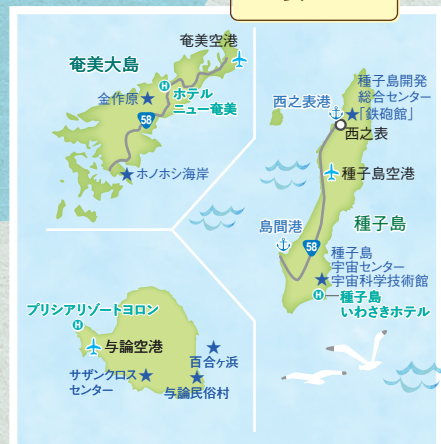 奄美空港
奄美大島
金作原
H
ホテル
ニュー奄美
58
ホノホシ海岸
種子島開発
総合センター
「鉄砲館」
西之表港
西之表
種子島空港
種子島
島間港
58
種子島
宇宙センター
宇宙科学技術館
H
種子島
いわさきホテル
プリシアリゾートヨロン
H
与論空港
百合ヶ浜
サザンクロス
センター
与論民俗村